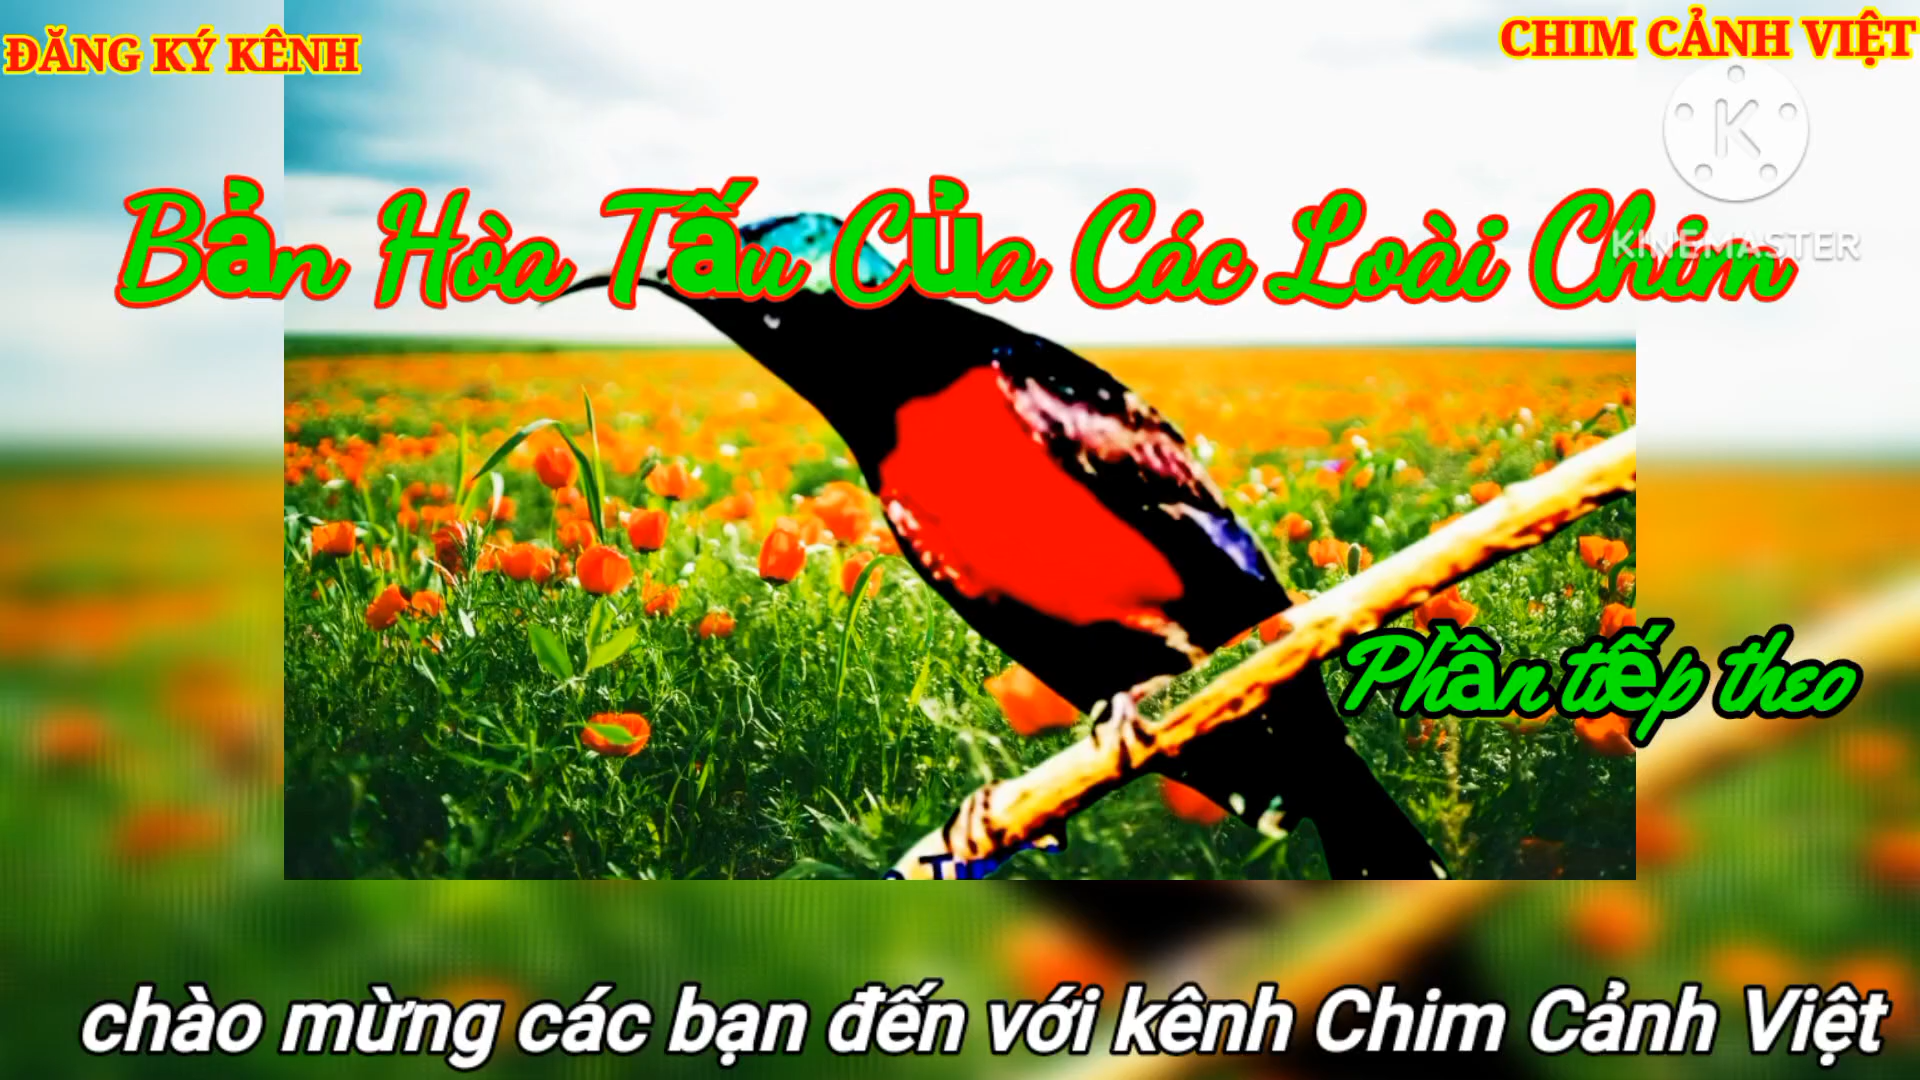 ĐĂNG KÝ KÊNH
CHIM CẢNH VIỆT
K
KINEMASTER
Bản Hòa Tấu Của Các Loài Chim
Phần tiếp theo
chào mừng các bạn đến với kênh Chim Cảnh Việt